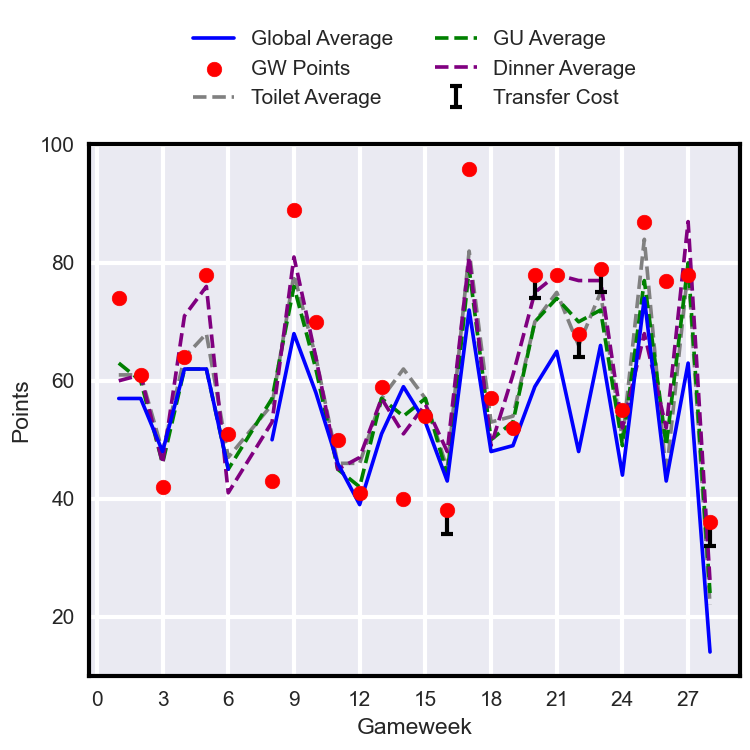 Global Average
GW Points
Toilet Average
GU Average
Dinner Average
Transfer Cost
100
80
60
40
20
Points
0 3 6 9 12 15 18 21 24 27
Gameweek